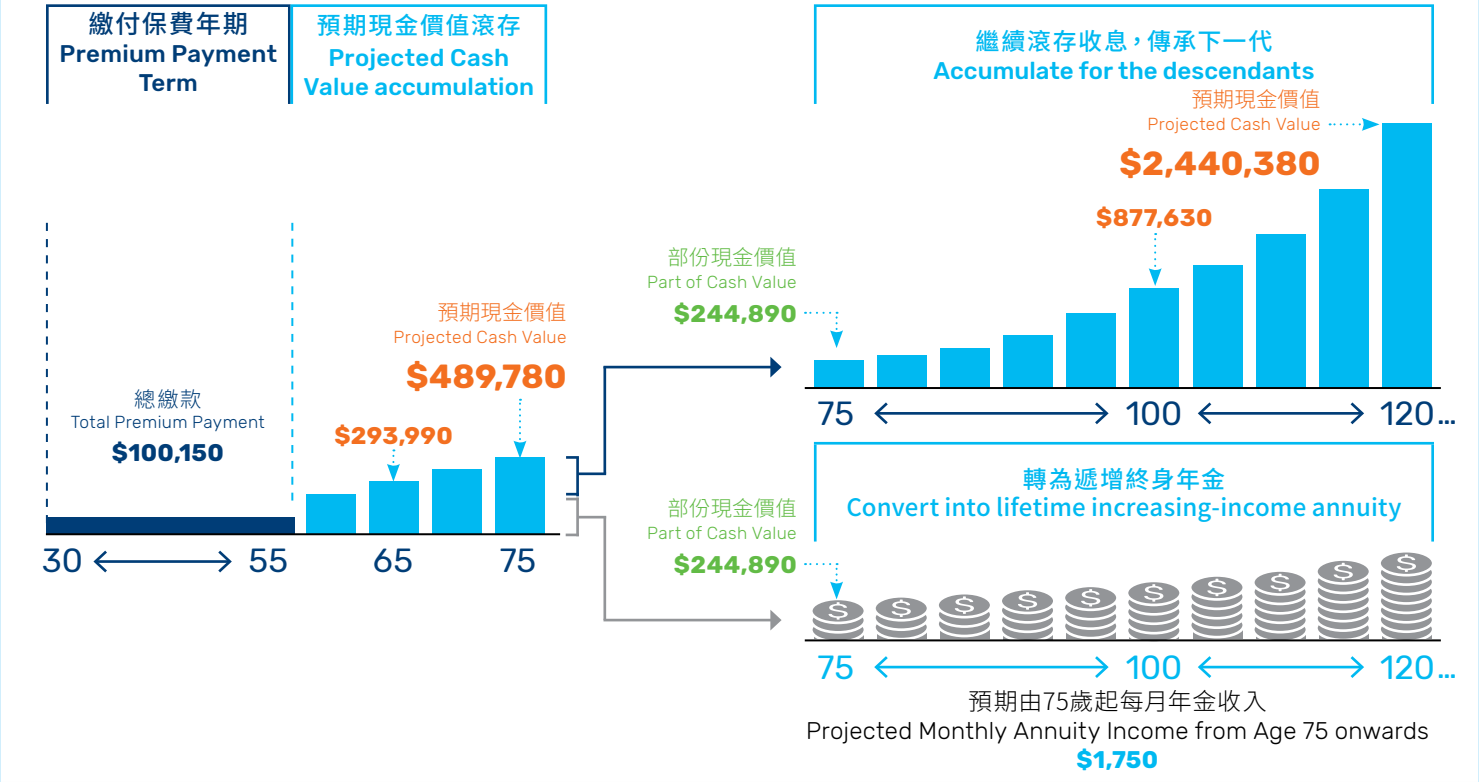 繳付保費年期
Premium Payment
Term
預期現金價值滾存
Projected Cash
Value accumulation
總繳款
Total Premium Payment
$100,150
30
55
65
75
$293,990
預期現金價值
Projected Cash Value
$489,780
繼續滾存收息，傳承下一代
Accumulate for the descendants
預期現金價值
Projected Cash Value
$2,440,380
$877,630
部份現金價值
Part of Cash Value
$244,890
75
100
120...
轉為遞增終身年金
Convert into lifetime increasing-income annuity
部份現金價值
Part of Cash Value
$244,890
$ $ $ $ $ $ $ $ $ $
75
100
120...
預期由75歲起每月年金收入
Projected Monthly Annuity Income from Age 75 onwards
$1,750